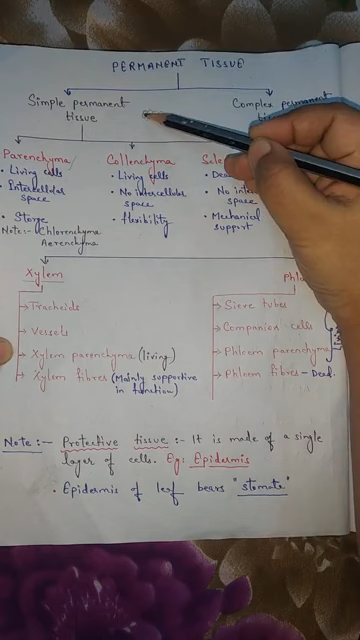 PERMANENT TISSUE
Simple permanent
tissue
Complex permanent
Parenchyma
• Living cells
• Intercellular
space
• Storge
Note:- Chlorenchyma
Aerenchyma
Collenchyma
• Living cells
• No intercellular
space
• flexibility
• No
• Mechanical
support
Xylem
→ Tracheids
→ Vessels
→ Xylem parenchyma (living)
→ Xylem fibres (Mainly supportive
in function)
→ Sieve tubes
→ Companion cells
→ Phloem parenchyma
→ Phloem fibres - Dead.
Note :- Protective tissue :- It is made of a single
layer of cells. Eg: Epidermis
• Epidermis of leaf bears "stomata"